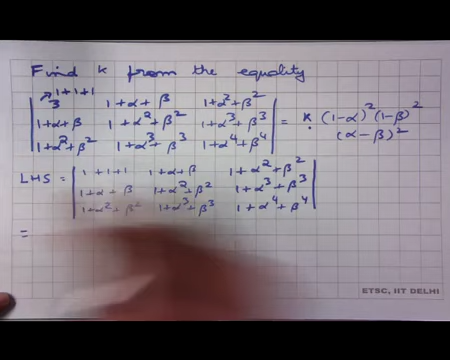 Find k from the equality
1+1+1
| 3 1+α+β 1+α²+β² |
| 1+α+β 1+α²+β² 1+α³+β³ | = k (1-α)² (1-β)²
| 1+α²+β² 1+α³+β³ 1+α⁴+β⁴ | (α-β)²
LHS = | 1+1+1 1+α+β 1+α²+β² |
| 1+α+β 1+α²+β² 1+α³+β³ |
| 1+α²+β² 1+α³+β³ 1+α⁴+β⁴ |
=
ETSC, IIT DELHI